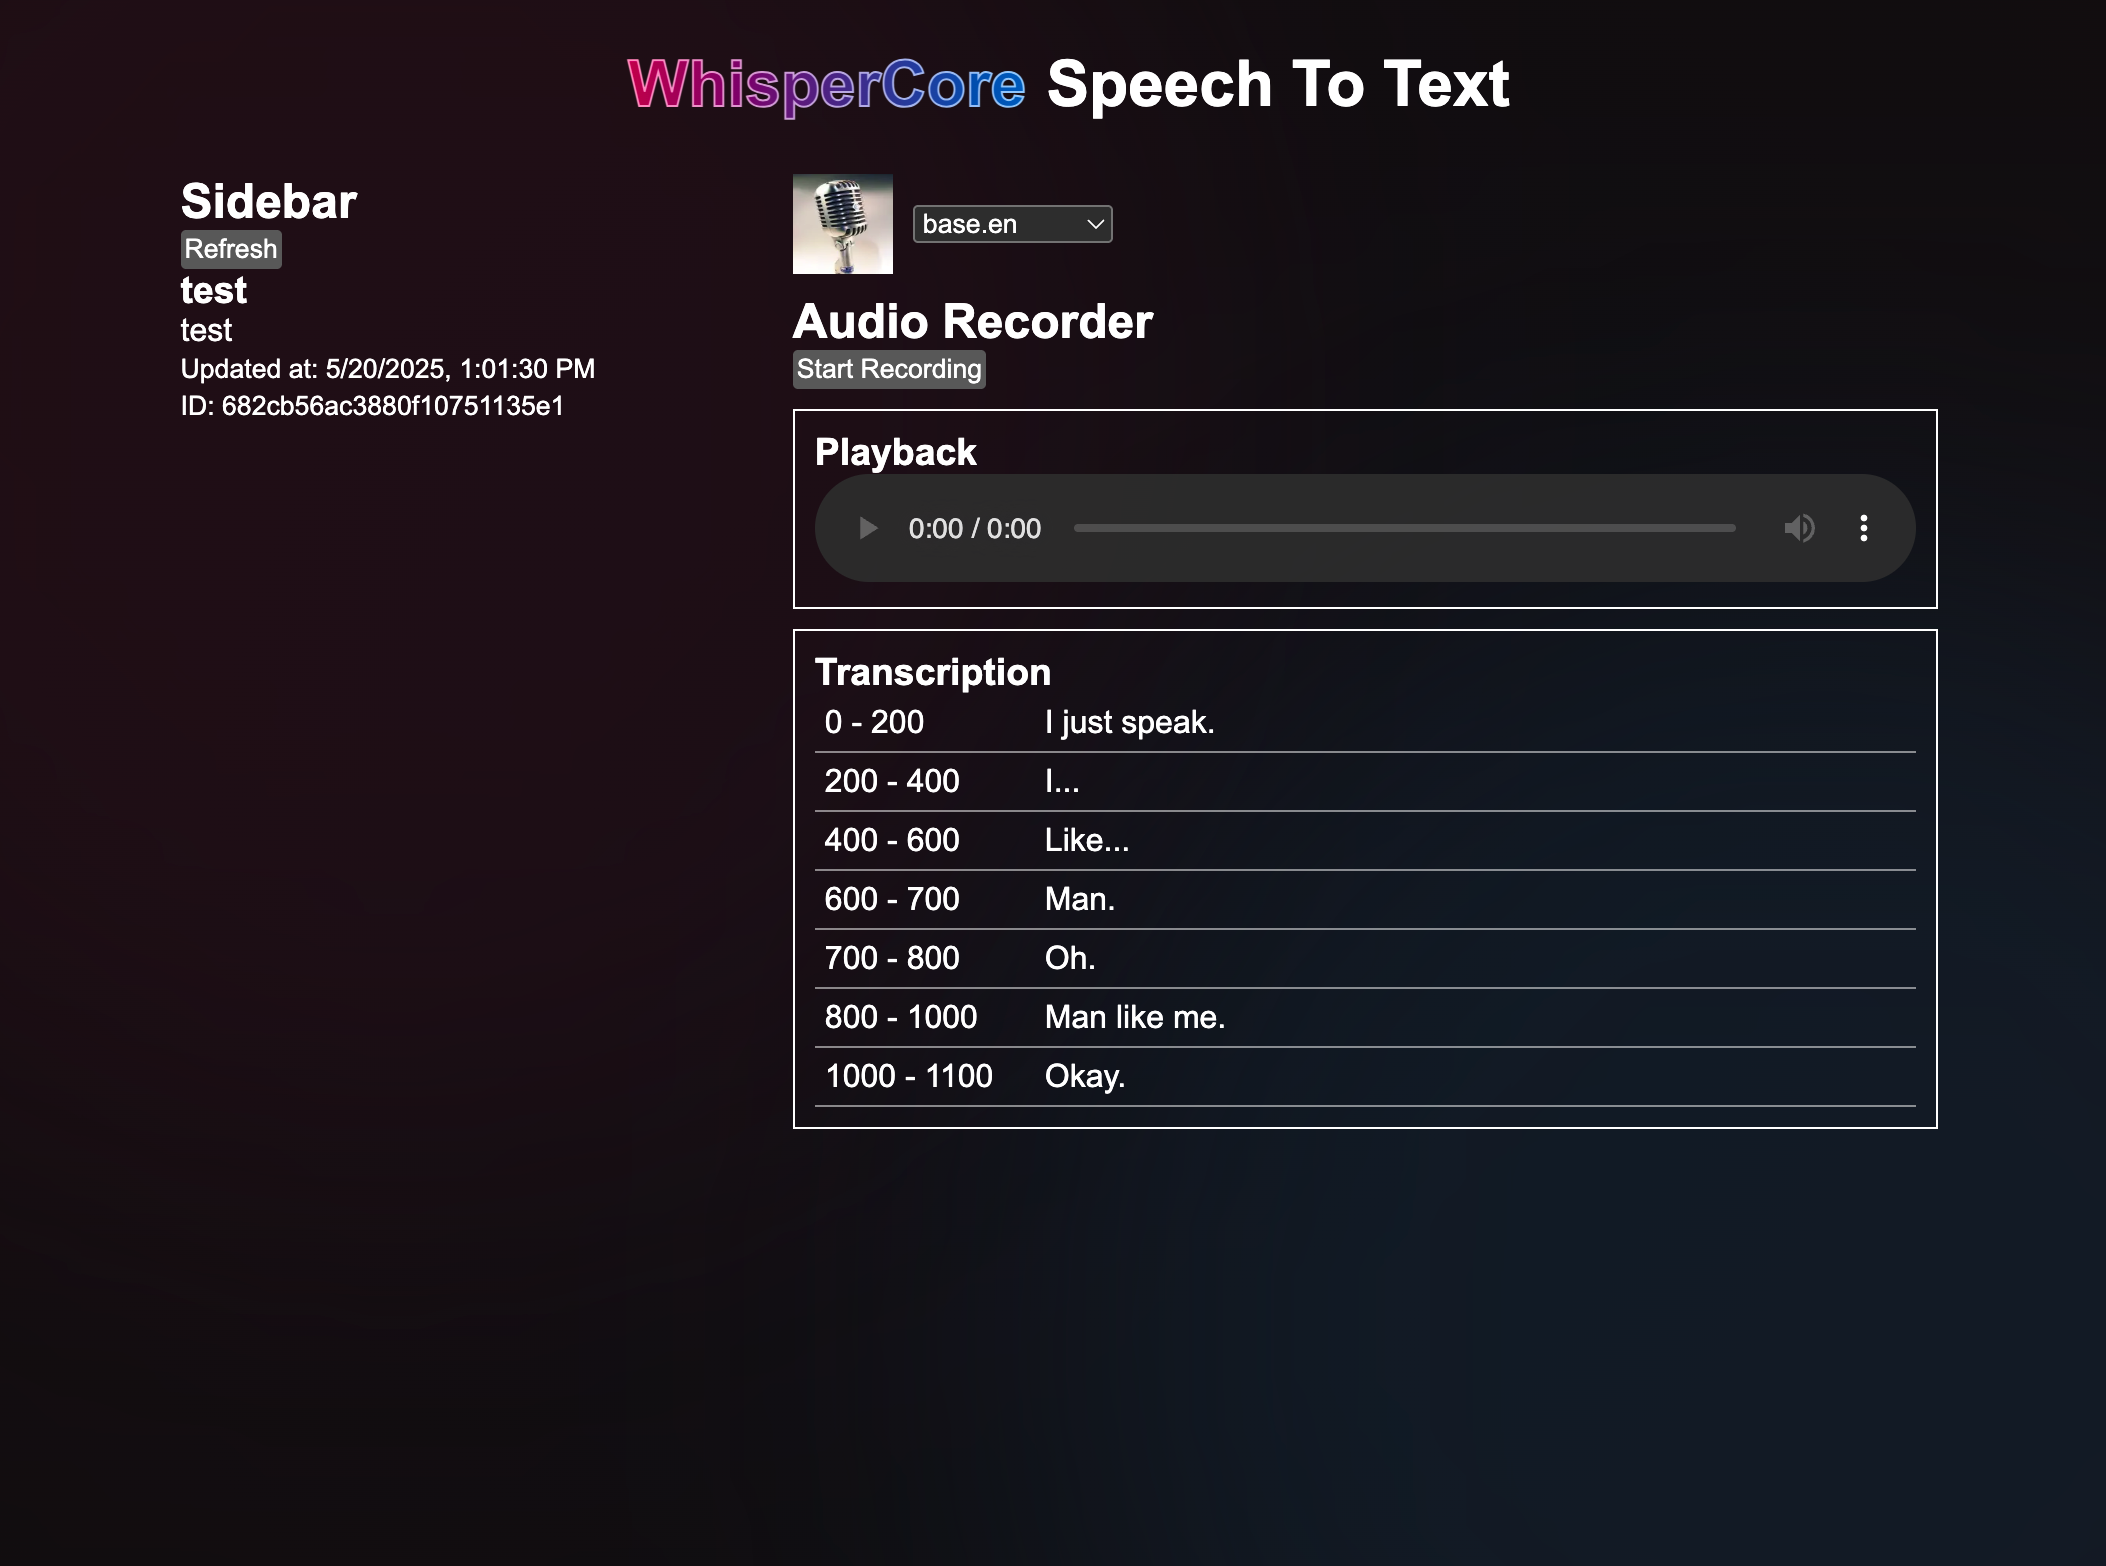 WhisperCore Speech To Text
Sidebar
Refresh
test
test
Updated at: 5/20/2025, 1:01:30 PM
ID: 682cb56ac3880f10751135e1
base.en
Audio Recorder
Start Recording
Playback
0:00 / 0:00
Transcription
0 - 200 I just speak.
200 - 400 I...
400 - 600 Like...
600 - 700 Man.
700 - 800 Oh.
800 - 1000 Man like me.
1000 - 1100 Okay.